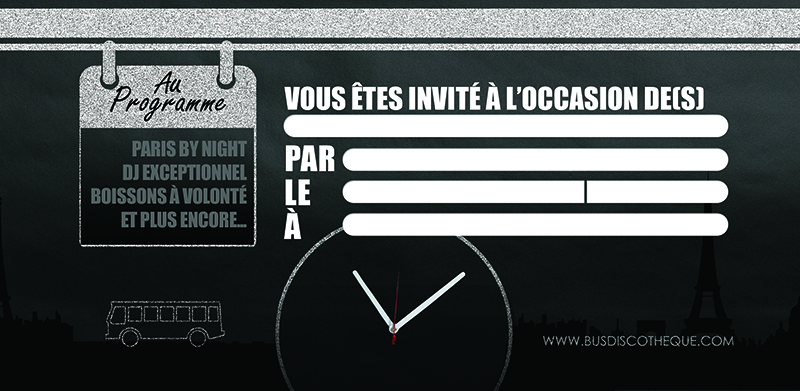 Au
Programme
PARIS BY NIGHT
DJ EXCEPTIONNEL
BOISSONS À VOLONTÉ
ET PLUS ENCORE...
VOUS ÊTES INVITÉ À L'OCCASION DE(S)
PAR
LE
À
WWW.BUSDISCOTHEQUE.COM